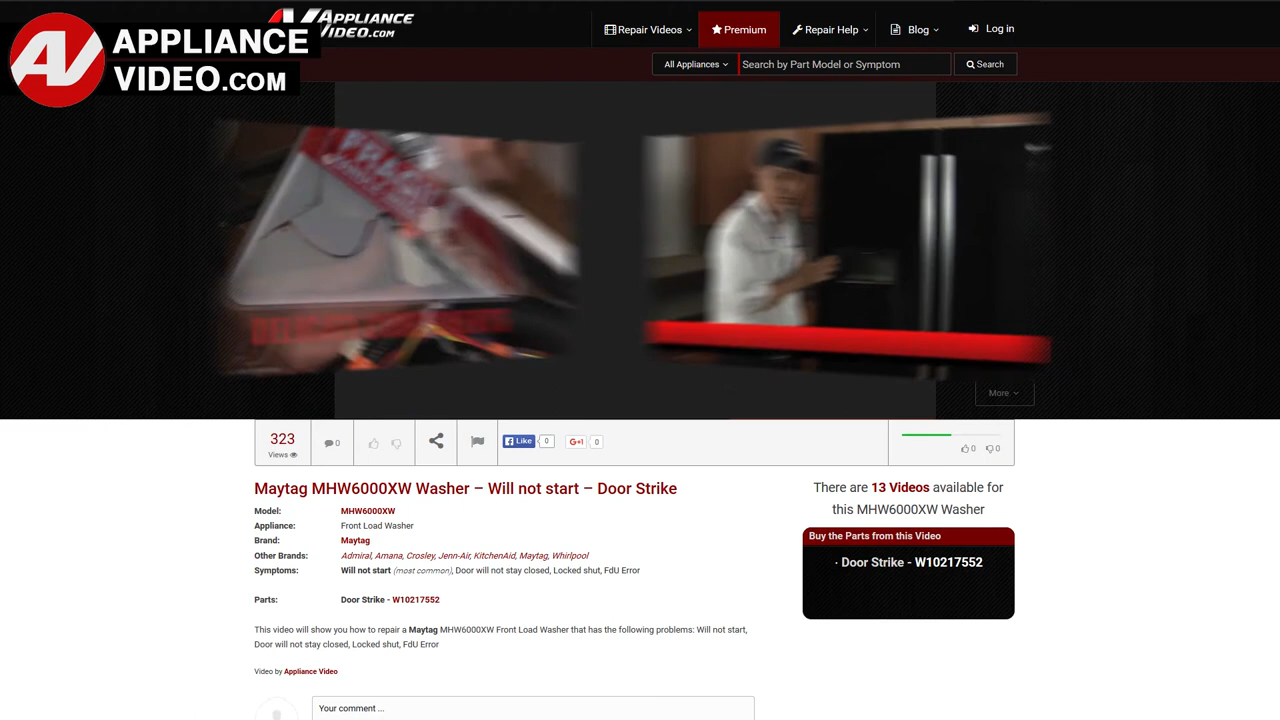 APPLIANCE
VIDEO.COM
APPLIANCE
VIDEO.COM
Repair Videos
Premium
Repair Help
Blog
Log in
All Appliances
Search by Part Model or Symptom
Search
More
323
Views
0
Like 0
G+1 0
0 0
Maytag MHW6000XW Washer – Will not start – Door Strike
Model: MHW6000XW
Appliance: Front Load Washer
Brand: Maytag
Other Brands: Admiral, Amana, Crosley, Jenn-Air, KitchenAid, Maytag, Whirlpool
Symptoms: Will not start (most common), Door will not stay closed, Locked shut, FdU Error
Parts: Door Strike - W10217552
This video will show you how to repair a Maytag MHW6000XW Front Load Washer that has the following problems: Will not start,
Door will not stay closed, Locked shut, FdU Error
Video by Appliance Video
Your comment ...
There are 13 Videos available for
this MHW6000XW Washer
Buy the Parts from this Video
· Door Strike - W10217552